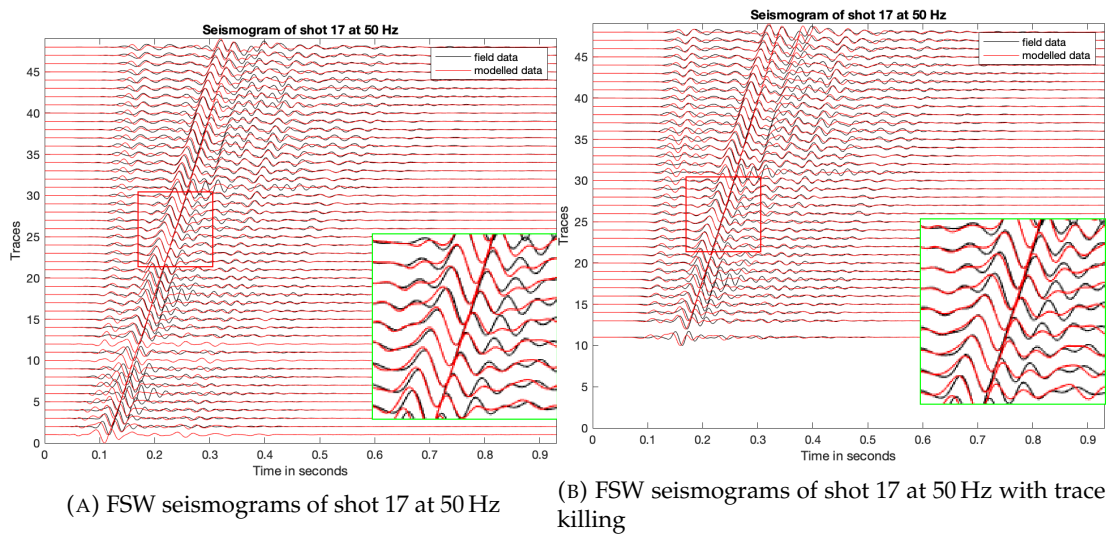 Seismogram of shot 17 at 50 Hz
field data
modelled data
45
40
35
30
25
20
15
10
5
0
Traces
0 0.1 0.2 0.3 0.4 0.5 0.6 0.7 0.8 0.9
Time in seconds
(A) FSW seismograms of shot 17 at 50 Hz
Seismogram of shot 17 at 50 Hz
field data
modelled data
45
40
35
30
25
20
15
10
5
0
Traces
0 0.1 0.2 0.3 0.4 0.5 0.6 0.7 0.8 0.9
Time in seconds
(B) FSW seismograms of shot 17 at 50 Hz with trace
killing